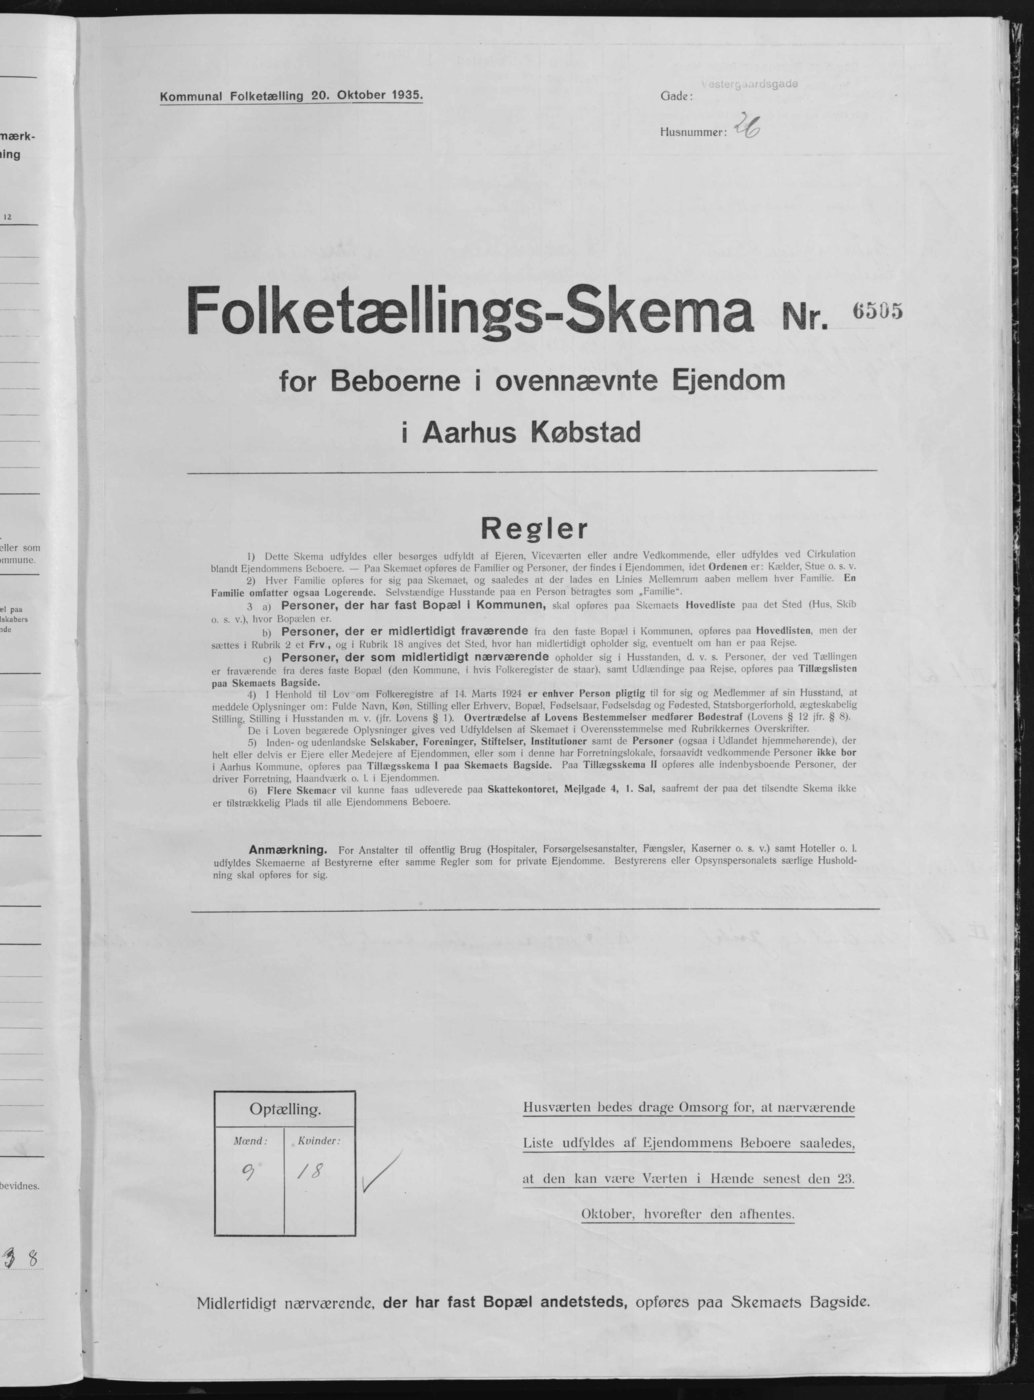 mærk-
ning
12
eller som
ommune.
el paa
lskabers
nde
bevidnes.
3 8
Kommunal Folketælling 20. Oktober 1935.
Gade: Vestergaardsgade
Husnummer: 26
Folketællings-Skema Nr. 6505
for Beboerne i ovennævnte Ejendom
i Aarhus Købstad
Regler
1) Dette Skema udfyldes eller besørges udfyldt af Ejeren, Viceværten eller andre Vedkommende, eller udfyldes ved Cirkulation
blandt Ejendommens Beboere. — Paa Skemaet opføres de Familier og Personer, der findes i Ejendommen, idet Ordenen er: Kælder, Stue o. s. v.
2) Hver Familie opføres for sig paa Skemaet, og saaledes at der lades en Linies Mellemrum aaben mellem hver Familie. En
Familie omfatter ogsaa Logerende. Selvstændige Husstande paa en Person betragtes som „Familie“.
3 a) Personer, der har fast Bopæl i Kommunen, skal opføres paa Skemaets Hovedliste paa det Sted (Hus, Skib
o. s. v.), hvor Bopælen er.
b) Personer, der er midlertidigt fraværende fra den faste Bopæl i Kommunen, opføres paa Hovedlisten, men der
sættes i Rubrik 2 et Frv., og i Rubrik 18 angives det Sted, hvor han midlertidigt opholder sig, eventuelt om han er paa Rejse.
c) Personer, der som midlertidigt nærværende opholder sig i Husstanden, d. v. s. Personer, der ved Tællingen
er fraværende fra deres faste Bopæl (den Kommune, i hvis Folkeregister de staar), samt Udlændinge paa Rejse, opføres paa Tillægslisten
paa Skemaets Bagside.
4) I Henhold til Lov om Folkeregistre af 14. Marts 1924 er enhver Person pligtig til for sig og Medlemmer af sin Husstand, at
meddele Oplysninger om: Fulde Navn, Køn, Stilling eller Erhverv, Bopæl, Fødselsaar, Fødselsdag og Fødested, Statsborgerforhold, ægteskabelig
Stilling, Stilling i Husstanden m. v. (jfr. Lovens § 1). Overtrædelse af Lovens Bestemmelser medfører Bødestraf (Lovens § 12 jfr. § 8).
De i Loven begærede Oplysninger gives ved Udfyldelsen af Skemaet i Overensstemmelse med Rubrikkernes Overskrifter.
5) Inden- og udenlandske Selskaber, Foreninger, Stiftelser, Institutioner samt de Personer (ogsaa i Udlandet hjemmehørende), der
helt eller delvis er Ejere eller Medejere af Ejendommen, eller som i denne har Forretningslokale, forsaavidt vedkommende Personer ikke bor
i Aarhus Kommune, opføres paa Tillægsskema I paa Skemaets Bagside. Paa Tillægsskema II opføres alle indenbysboende Personer, der
driver Forretning, Haandværk o. l. i Ejendommen.
6) Flere Skemaer vil kunne faas udleverede paa Skattekontoret, Mejlgade 4, 1. Sal, saafremt der paa det tilsendte Skema ikke
er tilstrækkelig Plads til alle Ejendommens Beboere.
Anmærkning. For Anstalter til offentlig Brug (Hospitaler, Forsørgelsesanstalter, Fængsler, Kaserner o. s. v.) samt Hoteller o. l.
udfyldes Skemaerne af Bestyrerne efter samme Regler som for private Ejendomme. Bestyrerens eller Opsynspersonalets særlige Hushold-
ning skal opføres for sig.
Optælling.
Mænd: Kvinder:
9 18
Husværten bedes drage Omsorg for, at nærværende
Liste udfyldes af Ejendommens Beboere saaledes,
at den kan være Værten i Hænde senest den 23.
Oktober, hvorefter den afhentes.
Midlertidigt nærværende, der har fast Bopæl andetsteds, opføres paa Skemaets Bagside.